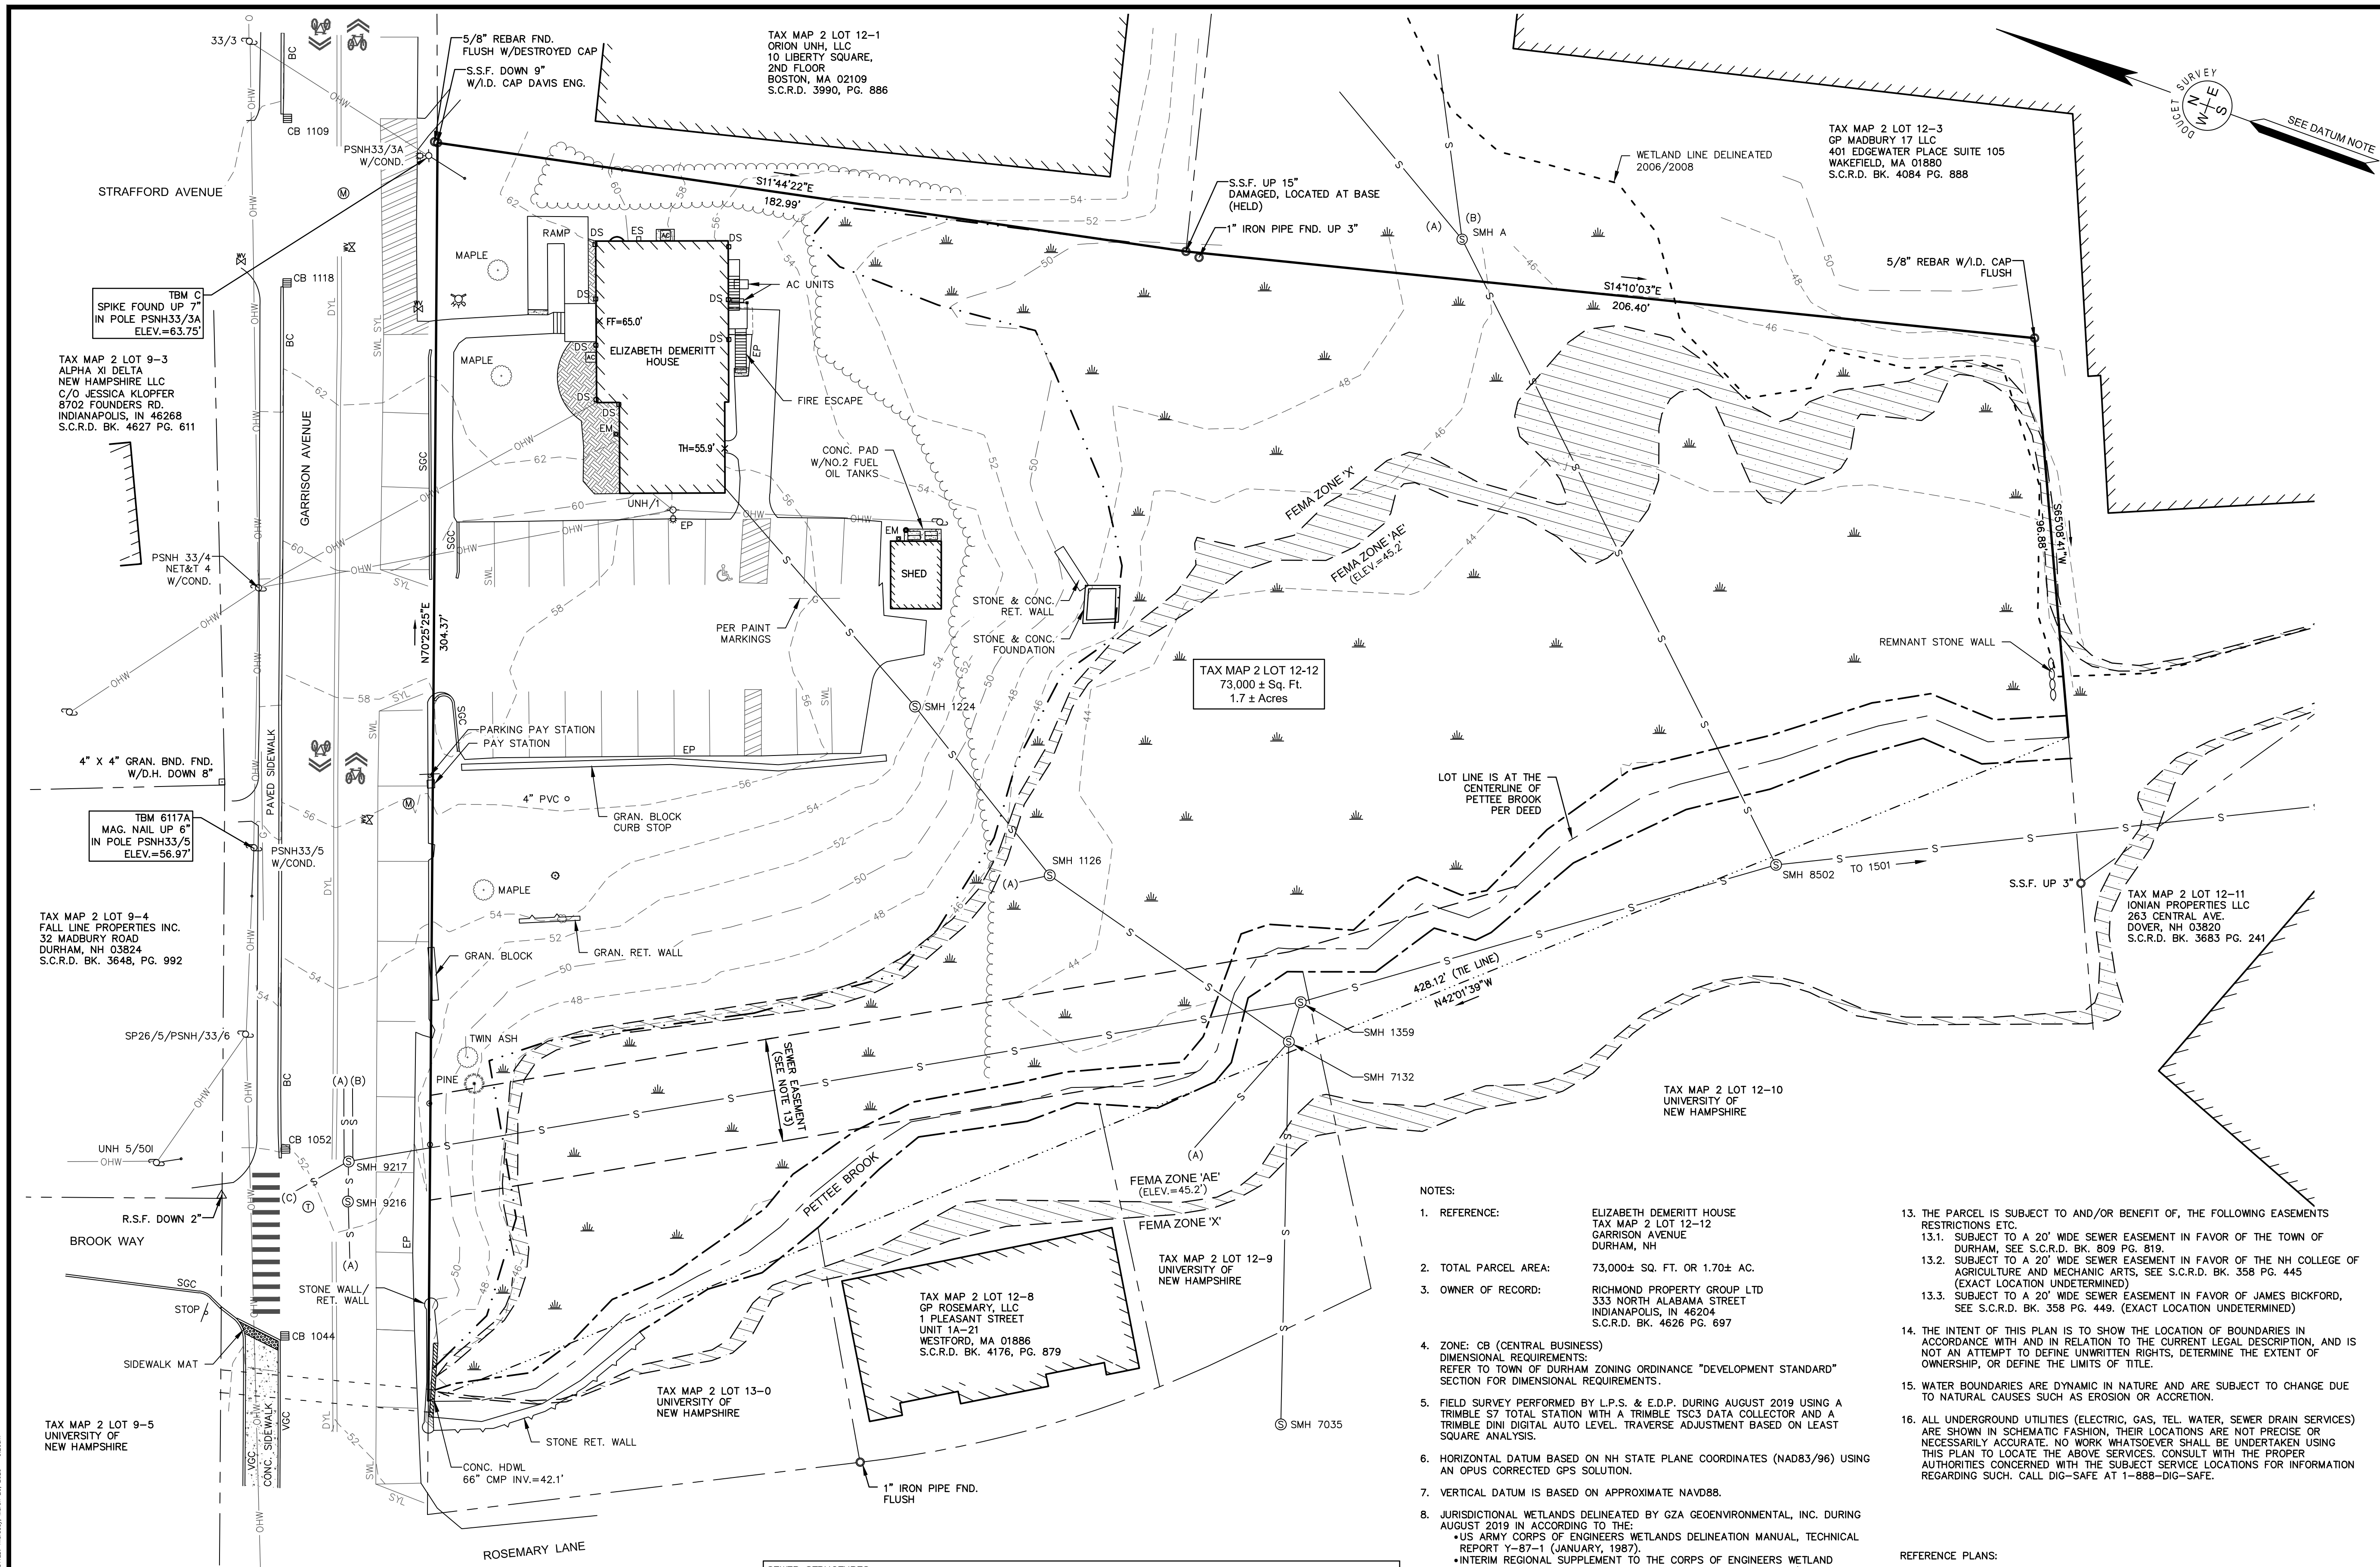 33/3
BC
5/8" REBAR FND.
FLUSH W/DESTROYED CAP
S.S.F. DOWN 9"
W/I.D. CAP DAVIS ENG.
TAX MAP 2 LOT 12-1
ORION UNH, LLC
10 LIBERTY SQUARE,
2ND FLOOR
BOSTON, MA 02109
S.C.R.D. 3990, PG. 886
DOUCET SURVEY
N
E
S
W
SEE DATUM NOTE
TAX MAP 2 LOT 12-3
GP MADBURY 17 LLC
401 EDGEWATER PLACE SUITE 105
WAKEFIELD, MA 01880
S.C.R.D. BK. 4084 PG. 888
WETLAND LINE DELINEATED
2006/2008
OHW
CB 1109
PSNH33/3A
W/COND.
STRAFFORD AVENUE
S11°44'22"E
182.99'
S.S.F. UP 15"
DAMAGED, LOCATED AT BASE
(HELD)
1" IRON PIPE FND. UP 3"
(A)
(B)
SMH A
5/8" REBAR W/I.D. CAP
FLUSH
S14°10'03"E
206.40'
RAMP
DS
ES
AC
DS
MAPLE
AC UNITS
CB 1118
TBM C
SPIKE FOUND UP 7"
IN POLE PSNH33/3A
ELEV.=63.75'
FF=65.0'
ELIZABETH DEMERITT
HOUSE
MAPLE
EP
FIRE ESCAPE
EM
TH=55.9'
TAX MAP 2 LOT 9-3
ALPHA XI DELTA
NEW HAMPSHIRE LLC
C/O JESSICA KLOPFER
8702 FOUNDERS RD.
INDIANAPOLIS, IN 46268
S.C.R.D. BK. 4627 PG. 611
GARRISON AVENUE
DYL
SWL SYL
SGC
CONC. PAD
W/NO.2 FUEL
OIL TANKS
UNH/1
EP
EM
SHED
PSNH 33/4
NET&T 4
W/COND.
FEMA ZONE 'X'
FEMA ZONE 'AE'
(ELEV.=45.2')
S65°08'41"W
96.88'
STONE & CONC.
RET. WALL
STONE & CONC.
FOUNDATION
PER PAINT
MARKINGS
N70°25'25"E
304.37'
TAX MAP 2 LOT 12-12
73,000 ± Sq. Ft.
1.7 ± Acres
REMNANT STONE WALL
SMH 1224
PARKING PAY STATION
PAY STATION
EP
4" X 4" GRAN. BND. FND.
W/D.H. DOWN 8"
PAVED SIDEWALK
4" PVC
GRAN. BLOCK
CURB STOP
LOT LINE IS AT THE
CENTERLINE OF
PETTEE BROOK
PER DEED
TBM 6117A
MAG. NAIL UP 6"
IN POLE PSNH33/5
ELEV.=56.97'
PSNH33/5
W/COND.
SMH 1126
(A)
SMH 8502
TO 1501
S.S.F. UP 3"
MAPLE
TAX MAP 2 LOT 12-11
IONIAN PROPERTIES LLC
263 CENTRAL AVE.
DOVER, NH 03820
S.C.R.D. BK. 3683 PG. 241
TAX MAP 2 LOT 9-4
FALL LINE PROPERTIES INC.
32 MADBURY ROAD
DURHAM, NH 03824
S.C.R.D. BK. 3648, PG. 992
GRAN. BLOCK
GRAN. RET. WALL
428.12' (TIE LINE)
N42°01'39"W
SMH 1359
SP26/5/PSNH/33/6
TWIN ASH
PINE
SEWER EASEMENT
(SEE NOTE 13)
SMH 7132
(A) (B)
TAX MAP 2 LOT 12-10
UNIVERSITY OF
NEW HAMPSHIRE
CB 1052
UNH 5/50I
SMH 9217
(C)
T
SMH 9216
(A)
PETTEE BROOK
(A)
FEMA ZONE 'AE'
(ELEV.=45.2')
FEMA ZONE 'X'
R.S.F. DOWN 2"
BROOK WAY
TAX MAP 2 LOT 12-9
UNIVERSITY OF
NEW HAMPSHIRE
SGC
STOP
STONE WALL/
RET. WALL
CB 1044
SIDEWALK MAT
TAX MAP 2 LOT 12-8
GP ROSEMARY, LLC
1 PLEASANT STREET
UNIT 1A-21
WESTFORD, MA 01886
S.C.R.D. BK. 4176, PG. 879
TAX MAP 2 LOT 13-0
UNIVERSITY OF
NEW HAMPSHIRE
TAX MAP 2 LOT 9-5
UNIVERSITY OF
NEW HAMPSHIRE
VGC
CONC. SIDEWALK
VGC
STONE RET. WALL
SMH 7035
CONC. HDWL
66" CMP INV.=42.1'
1" IRON PIPE FND.
FLUSH
SYL
ROSEMARY LANE
NOTES:
1. REFERENCE: ELIZABETH DEMERITT HOUSE
TAX MAP 2 LOT 12-12
GARRISON AVENUE
DURHAM, NH
2. TOTAL PARCEL AREA: 73,000± SQ. FT. OR 1.70± AC.
3. OWNER OF RECORD: RICHMOND PROPERTY GROUP LTD
333 NORTH ALABAMA STREET
INDIANAPOLIS, IN 46204
S.C.R.D. BK. 4626 PG. 697
4. ZONE: CB (CENTRAL BUSINESS)
DIMENSIONAL REQUIREMENTS:
REFER TO TOWN OF DURHAM ZONING ORDINANCE "DEVELOPMENT STANDARD"
SECTION FOR DIMENSIONAL REQUIREMENTS.
5. FIELD SURVEY PERFORMED BY L.P.S. & E.D.P. DURING AUGUST 2019 USING A
TRIMBLE S7 TOTAL STATION WITH A TRIMBLE TSC3 DATA COLLECTOR AND A
TRIMBLE DINI DIGITAL AUTO LEVEL. TRAVERSE ADJUSTMENT BASED ON LEAST
SQUARE ANALYSIS.
6. HORIZONTAL DATUM BASED ON NH STATE PLANE COORDINATES (NAD83/96) USING
AN OPUS CORRECTED GPS SOLUTION.
7. VERTICAL DATUM IS BASED ON APPROXIMATE NAVD88.
8. JURISDICTIONAL WETLANDS DELINEATED BY GZA GEOENVIRONMENTAL, INC. DURING
AUGUST 2019 IN ACCORDING TO THE:
•US ARMY CORPS OF ENGINEERS WETLANDS DELINEATION MANUAL, TECHNICAL
REPORT Y-87-1 (JANUARY, 1987).
•INTERIM REGIONAL SUPPLEMENT TO THE CORPS OF ENGINEERS WETLAND
13. THE PARCEL IS SUBJECT TO AND/OR BENEFIT OF, THE FOLLOWING EASEMENTS
RESTRICTIONS ETC.
13.1. SUBJECT TO A 20' WIDE SEWER EASEMENT IN FAVOR OF THE TOWN OF
DURHAM, SEE S.C.R.D. BK. 809 PG. 819.
13.2. SUBJECT TO A 20' WIDE SEWER EASEMENT IN FAVOR OF THE NH COLLEGE OF
AGRICULTURE AND MECHANIC ARTS, SEE S.C.R.D. BK. 358 PG. 445
(EXACT LOCATION UNDETERMINED)
13.3. SUBJECT TO A 20' WIDE SEWER EASEMENT IN FAVOR OF JAMES BICKFORD,
SEE S.C.R.D. BK. 358 PG. 449. (EXACT LOCATION UNDETERMINED)
14. THE INTENT OF THIS PLAN IS TO SHOW THE LOCATION OF BOUNDARIES IN
ACCORDANCE WITH AND IN RELATION TO THE CURRENT LEGAL DESCRIPTION, AND IS
NOT AN ATTEMPT TO DEFINE UNWRITTEN RIGHTS, DETERMINE THE EXTENT OF
OWNERSHIP, OR DEFINE THE LIMITS OF TITLE.
15. WATER BOUNDARIES ARE DYNAMIC IN NATURE AND ARE SUBJECT TO CHANGE DUE
TO NATURAL CAUSES SUCH AS EROSION OR ACCRETION.
16. ALL UNDERGROUND UTILITIES (ELECTRIC, GAS, TEL. WATER, SEWER DRAIN SERVICES)
ARE SHOWN IN SCHEMATIC FASHION, THEIR LOCATIONS ARE NOT PRECISE OR
NECESSARILY ACCURATE. NO WORK WHATSOEVER SHALL BE UNDERTAKEN USING
THIS PLAN TO LOCATE THE ABOVE SERVICES. CONSULT WITH THE PROPER
AUTHORITIES CONCERNED WITH THE SUBJECT SERVICE LOCATIONS FOR INFORMATION
REGARDING SUCH. CALL DIG-SAFE AT 1-888-DIG-SAFE.
REFERENCE PLANS: